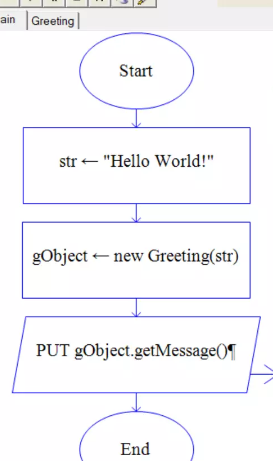 ain Greeting
Start
str ← "Hello World!"
gObject ← new Greeting(str)
PUT gObject.getMessage()¶
End